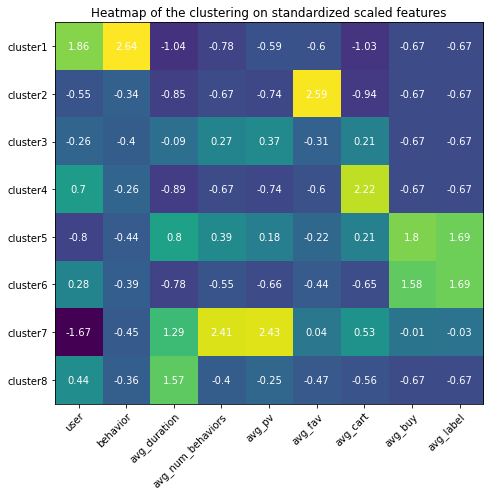 Heatmap of the clustering on standardized scaled features
cluster1 1.86 2.64 -1.04 -0.78 -0.59 -0.6 -1.03 -0.67 -0.67
cluster2 -0.55 -0.34 -0.85 -0.67 -0.74 2.59 -0.94 -0.67 -0.67
cluster3 -0.26 -0.4 -0.09 0.27 0.37 -0.31 0.21 -0.67 -0.67
cluster4 0.7 -0.26 -0.89 -0.67 -0.74 -0.6 2.22 -0.67 -0.67
cluster5 -0.8 -0.44 0.8 0.39 0.18 -0.22 0.21 1.8 1.69
cluster6 0.28 -0.39 -0.78 -0.55 -0.66 -0.44 -0.65 1.58 1.69
cluster7 -1.67 -0.45 1.29 2.41 2.43 0.04 0.53 -0.01 -0.03
cluster8 0.44 -0.36 1.57 -0.4 -0.25 -0.47 -0.56 -0.67 -0.67
user behavior avg_duration avg_num_behaviors avg_pv avg_fav avg_cart avg_buy avg_label